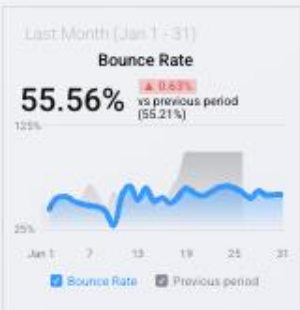 Last Month (Jan 1 - 31)
Bounce Rate
55.56%
▲ 0.63%
vs previous period
(55.21%)
125%
25%
Jan 1 7 13 19 25 31
Bounce Rate Previous period